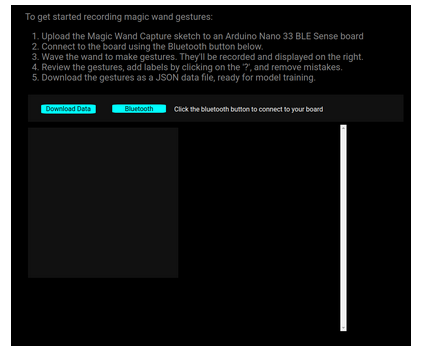 To get started recording magic wand gestures:
1. Upload the Magic Wand Capture sketch to an Arduino Nano 33 BLE Sense board
2. Connect to the board using the Bluetooth button below.
3. Wave the wand to make gestures. They'll be recorded and displayed on the right.
4. Review the gestures, add labels by clicking on the '?', and remove mistakes.
5. Download the gestures as a JSON data file, ready for model training.
Download Data Bluetooth Click the bluetooth button to connect to your board